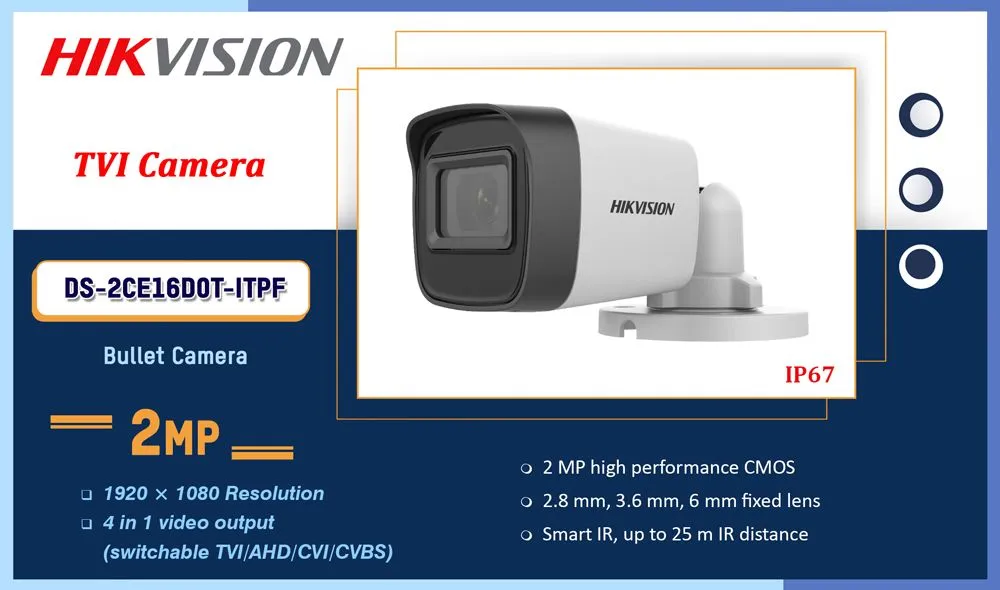 HIKVISION
TVI Camera
HIKVISION
IP67
DS-2CE16D0T-ITPF
Bullet Camera
2MP
❑ 1920 × 1080 Resolution
❑ 4 in 1 video output
(switchable TVI/AHD/CVI/CVBS)
❍ 2 MP high performance CMOS
❍ 2.8 mm, 3.6 mm, 6 mm fixed lens
❍ Smart IR, up to 25 m IR distance